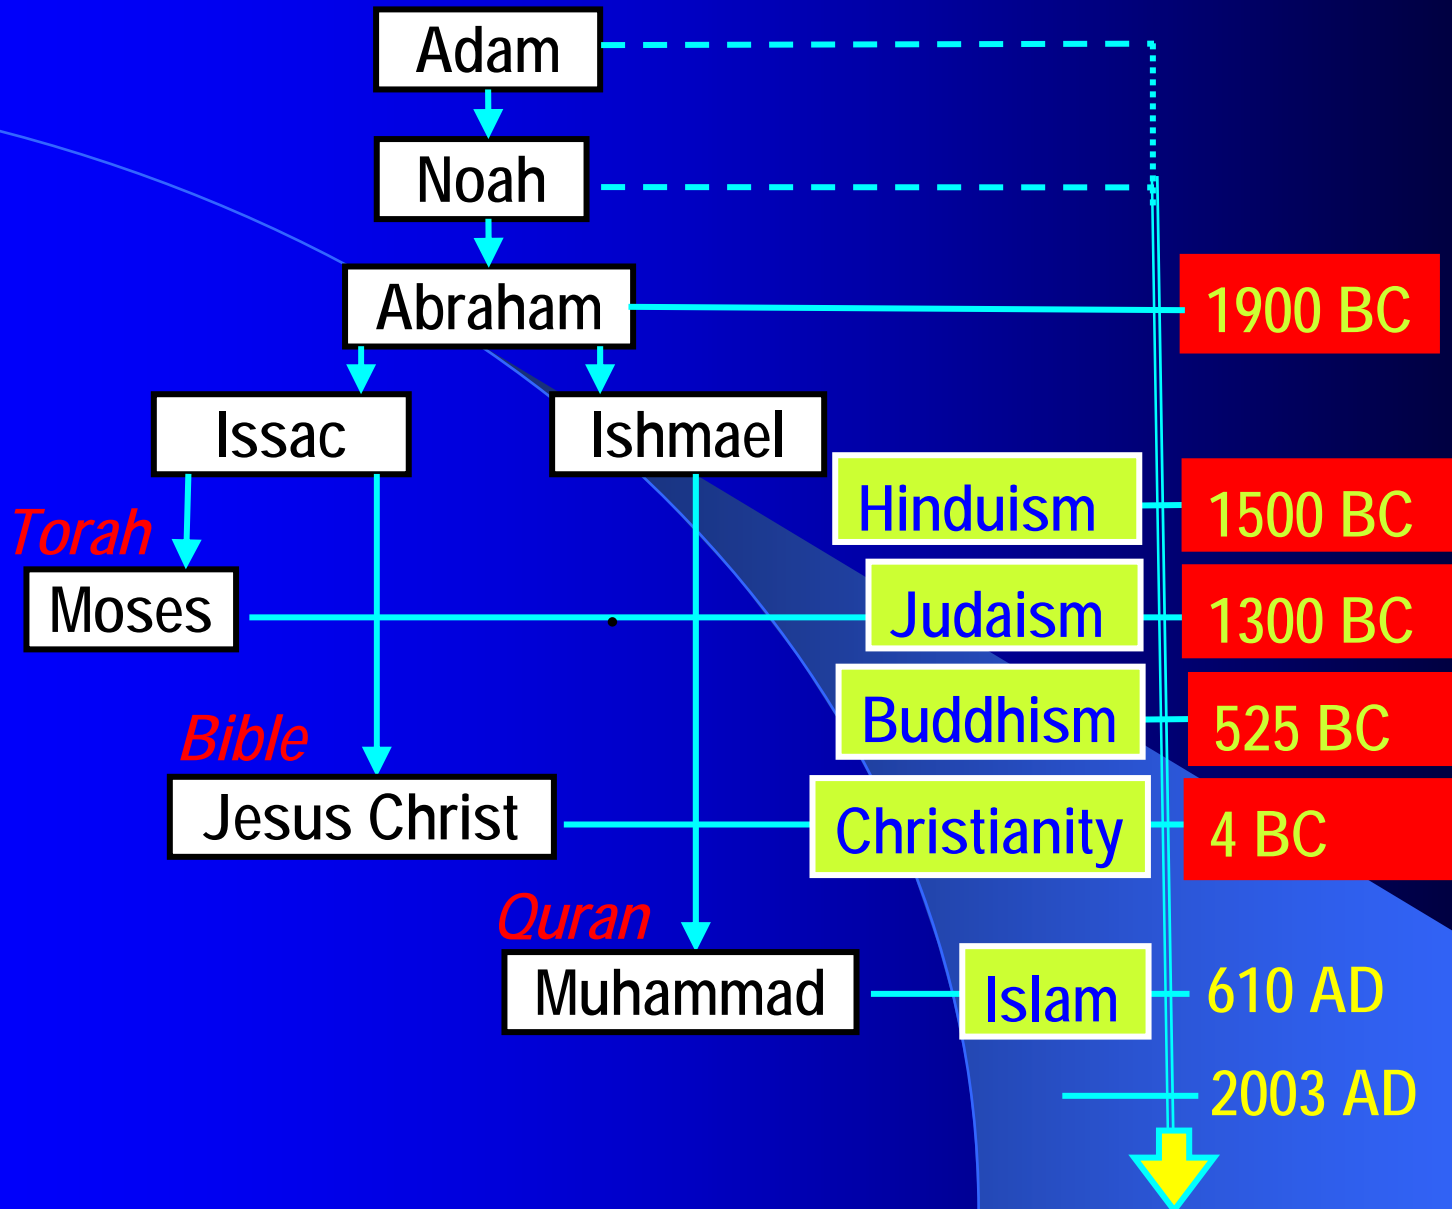 Adam
Noah
Abraham
1900 BC
Issac
Ishmael
Hinduism
1500 BC
Torah
Moses
Judaism
1300 BC
Bible
Buddhism
525 BC
Jesus Christ
Christianity
4 BC
Quran
Muhammad
Islam
610 AD
2003 AD